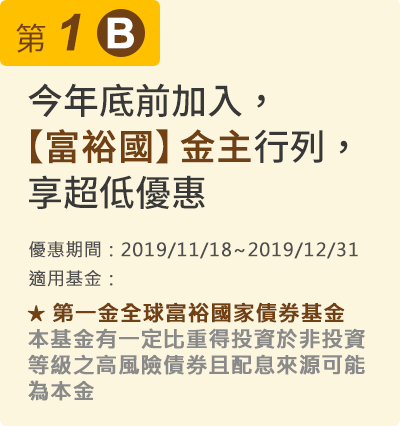 第 1 B
今年底前加入，
【富裕國】金主行列，
享超低優惠
優惠期間：2019/11/18~2019/12/31
適用基金：
★ 第一金全球富裕國家債券基金
本基金有一定比重得投資於非投資
等級之高風險債券且配息來源可能
為本金